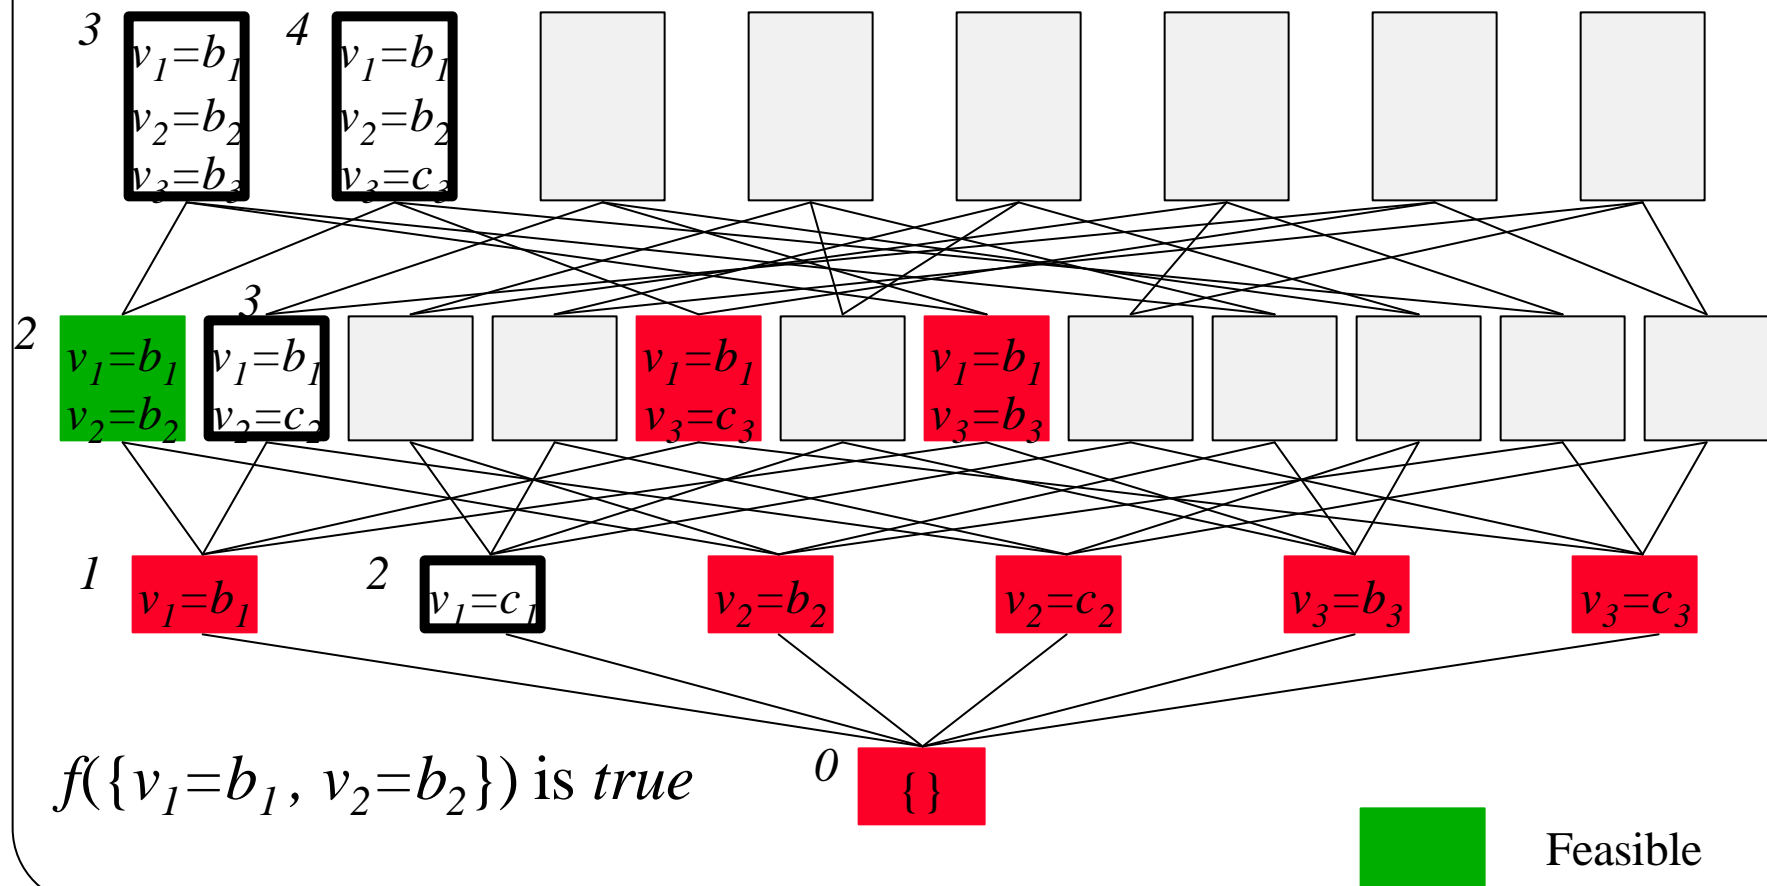 3 4
v₁=b₁ v₁=b₁
v₂=b₂ v₂=b₂
v₃=b₃ v₃=c₃
3
2
v₁=b₁ v₁=b₁ v₁=b₁ v₁=b₁
v₂=b₂ v₂=c₂ v₃=c₃ v₃=b₃
1 2
v₁=b₁ v₁=c₁ v₂=b₂ v₂=c₂ v₃=b₃ v₃=c₃
0
f({v₁=b₁, v₂=b₂}) is true
{}
Feasible